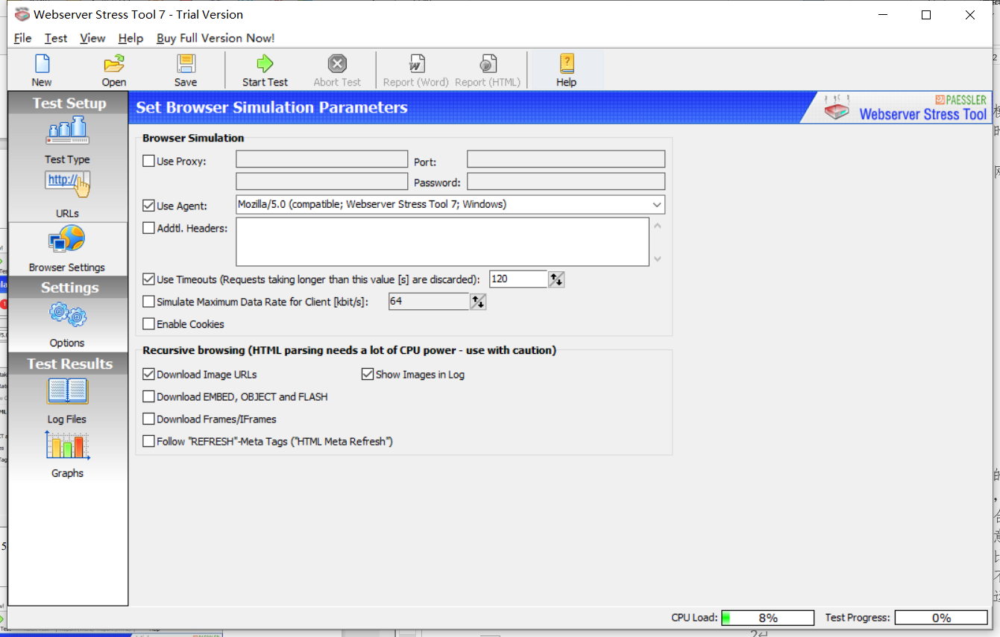 Webserver Stress Tool 7 - Trial Version
File Test View Help Buy Full Version Now!
New Open Save Start Test Abort Test Report (Word) Report (HTML) Help
Test Setup
Test Type
http://
URLs
Browser Settings
Settings
Options
Test Results
Log Files
Graphs
Set Browser Simulation Parameters
PAESSLER
Webserver Stress Tool
Browser Simulation
Use Proxy: Port:
Password:
Use Agent: Mozilla/5.0 (compatible; Webserver Stress Tool 7; Windows)
Addtl. Headers:
Use Timeouts (Requests taking longer than this value [s] are discarded): 120
Simulate Maximum Data Rate for Client [kbit/s]: 64
Enable Cookies
Recursive browsing (HTML parsing needs a lot of CPU power - use with caution)
Download Image URLs Show Images in Log
Download EMBED, OBJECT and FLASH
Download Frames/IFrames
Follow "REFRESH"-Meta Tags ("HTML Meta Refresh")
CPU Load: 8% Test Progress: 0%